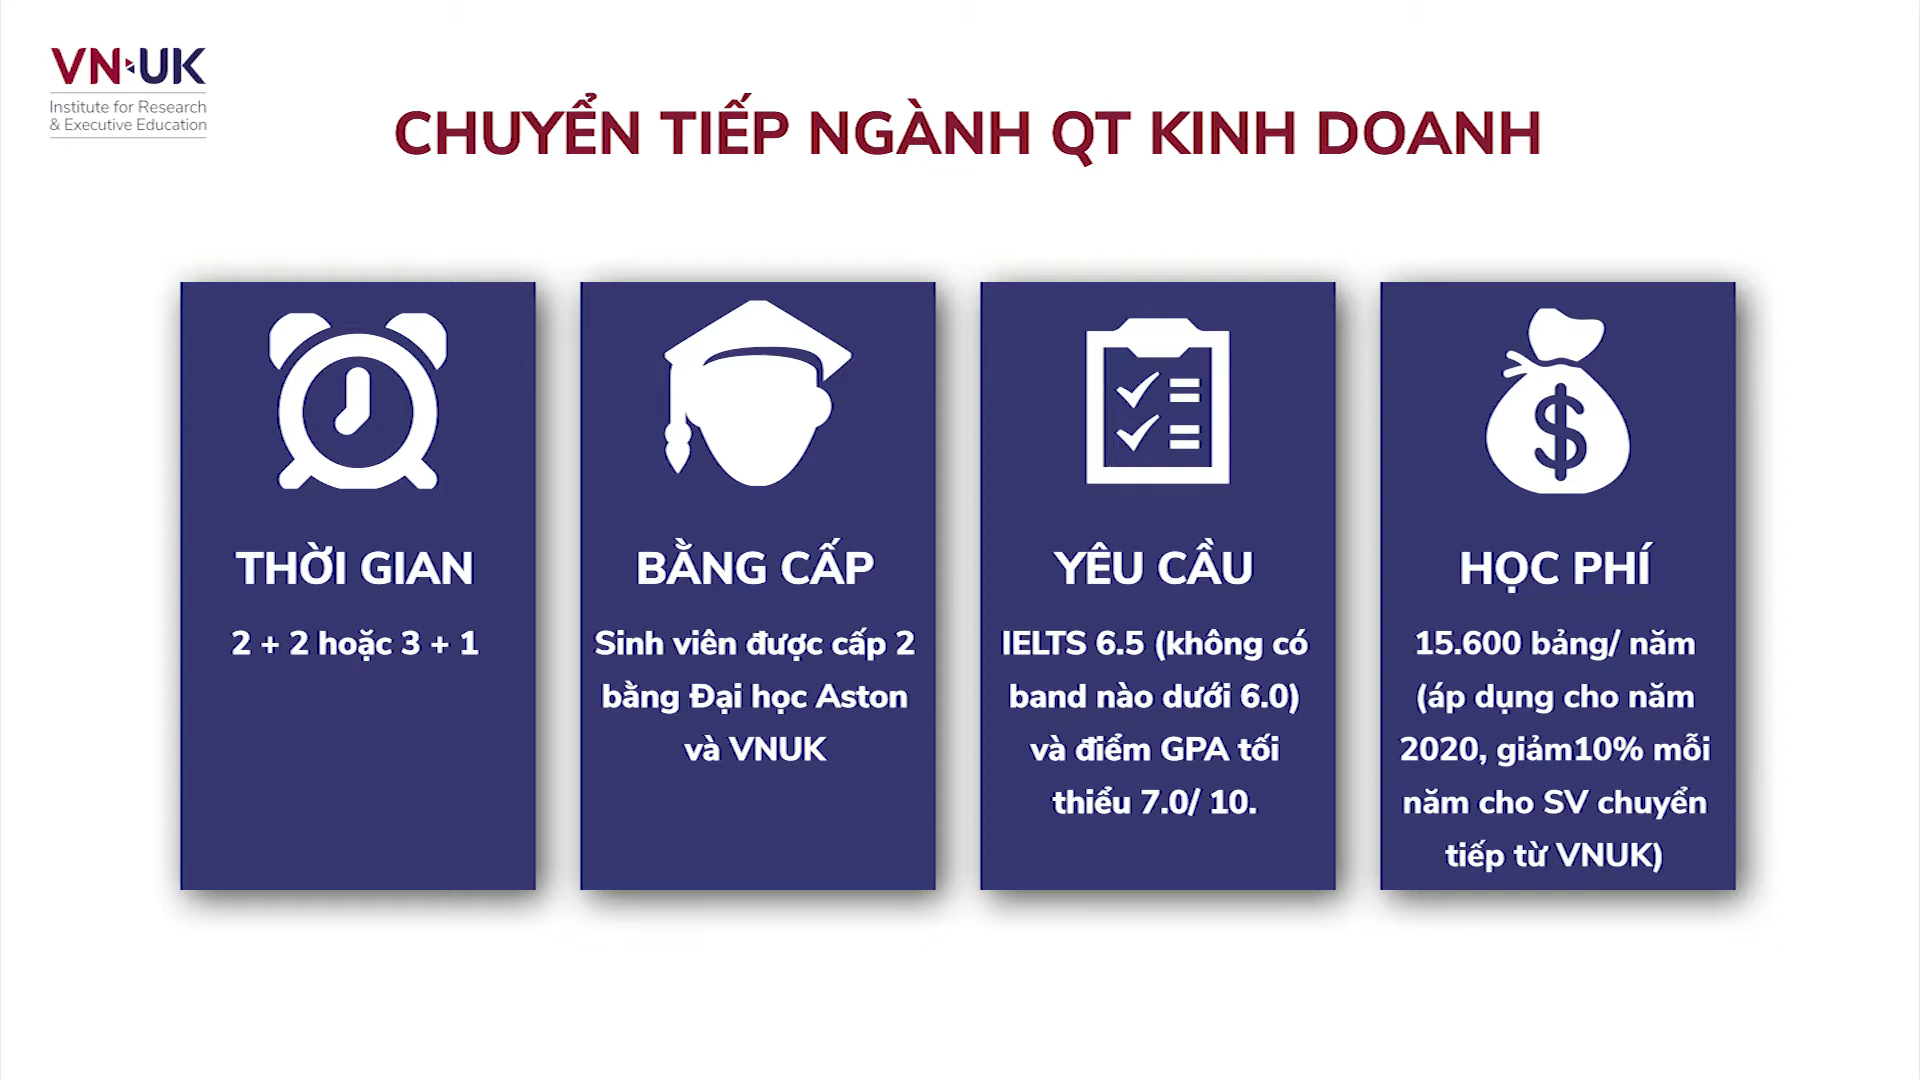 VN UK
Institute for Research
& Executive Education
CHUYỂN TIẾP NGÀNH QT KINH DOANH
THỜI GIAN
2 + 2 hoặc 3 + 1
BẰNG CẤP
Sinh viên được cấp 2
bằng Đại học Aston
và VNUK
YÊU CẦU
IELTS 6.5 (không có
band nào dưới 6.0)
và điểm GPA tối
thiểu 7.0/ 10.
$
HỌC PHÍ
15.600 bảng/ năm
(áp dụng cho năm
2020, giảm10% mỗi
năm cho SV chuyển
tiếp từ VNUK)